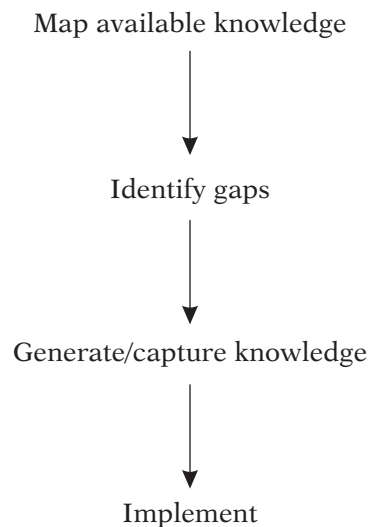 Map available knowledge
Identify gaps
Generate/capture knowledge
Implement